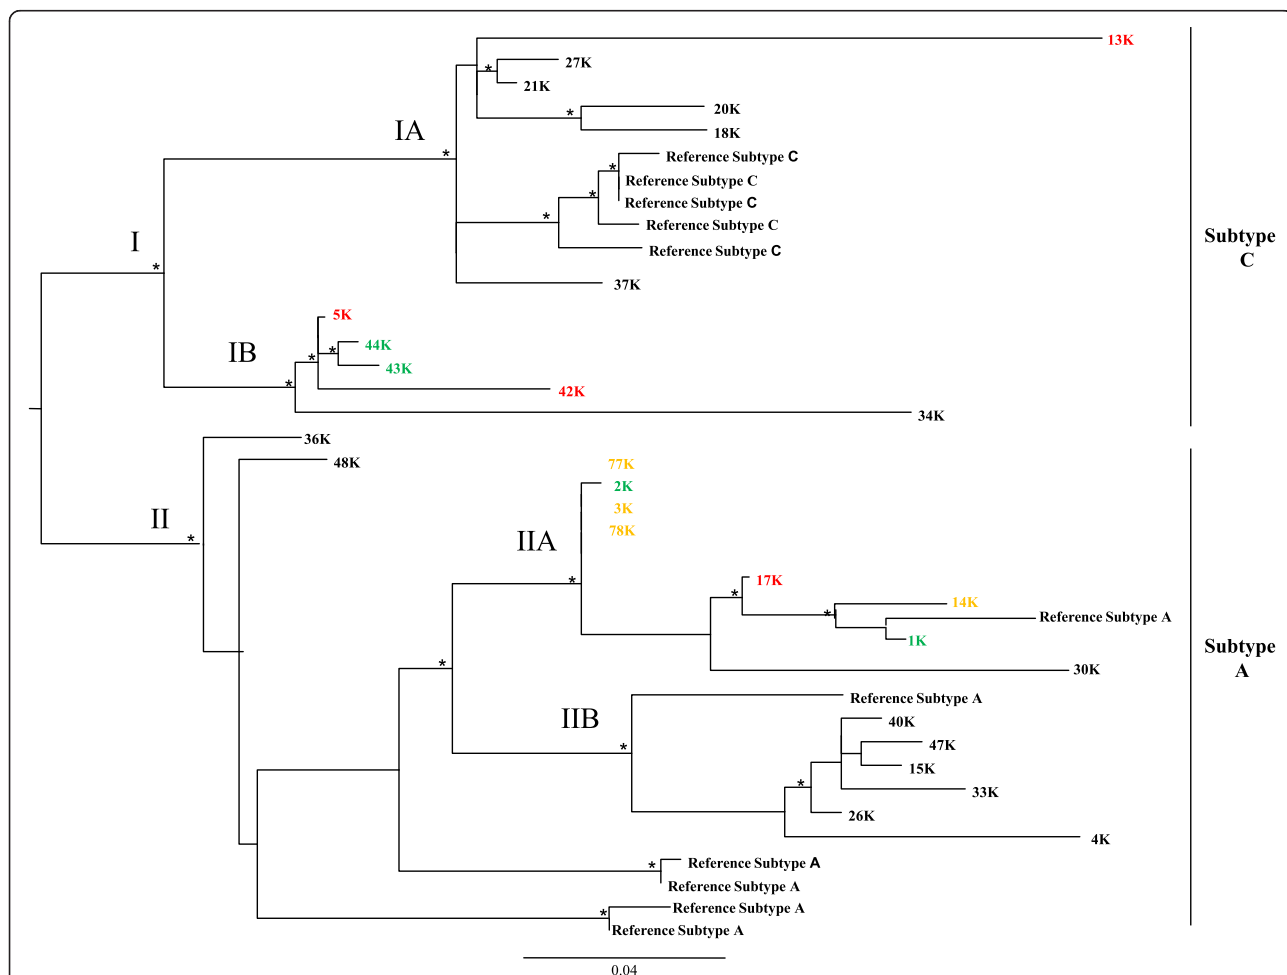 13K
27K
21K
20K
IA
18K
Reference Subtype C
Reference Subtype C
Reference Subtype C
Reference Subtype C
Reference Subtype C
I
37K
Subtype
C
5K
44K
IB
43K
42K
34K
36K
48K
77K
2K
3K
78K
II
IIA
17K
14K
Reference Subtype A
1K
30K
Subtype
A
Reference Subtype A
IIB
40K
47K
15K
33K
26K
4K
Reference Subtype A
Reference Subtype A
Reference Subtype A
Reference Subtype A
0.04